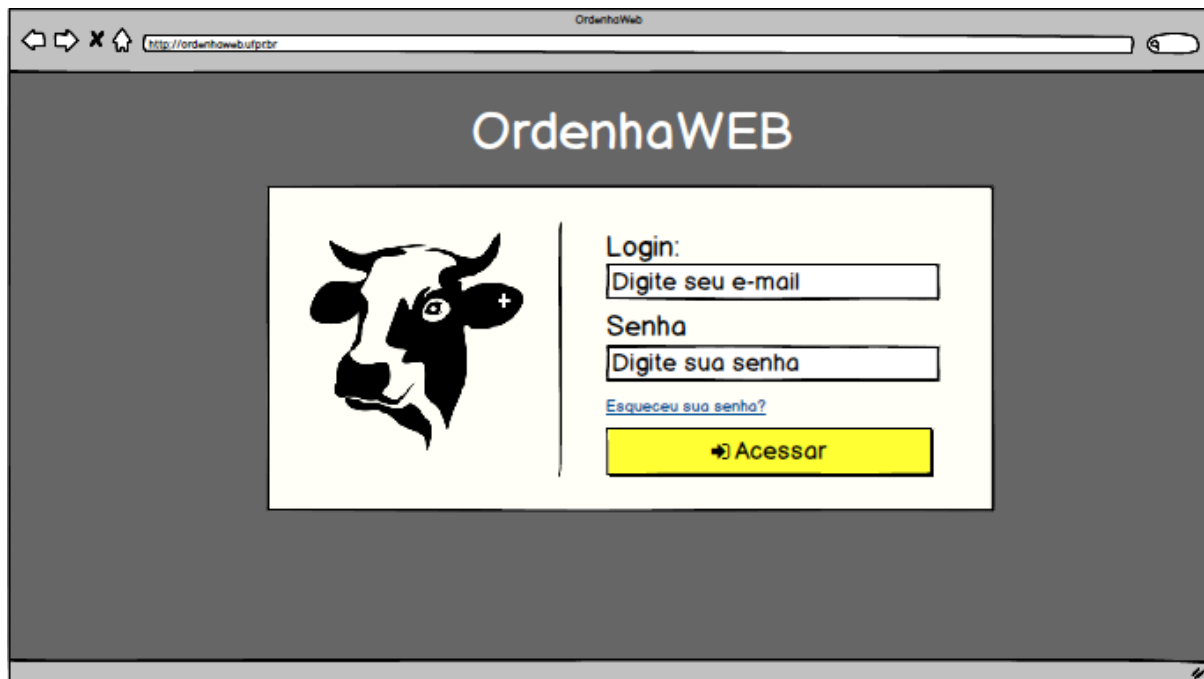 OrdenhaWeb
http://ordenhaweb.ufpr.br
OrdenhaWEB
Login:
Digite seu e-mail
Senha
Digite sua senha
Esqueceu sua senha?
Acessar